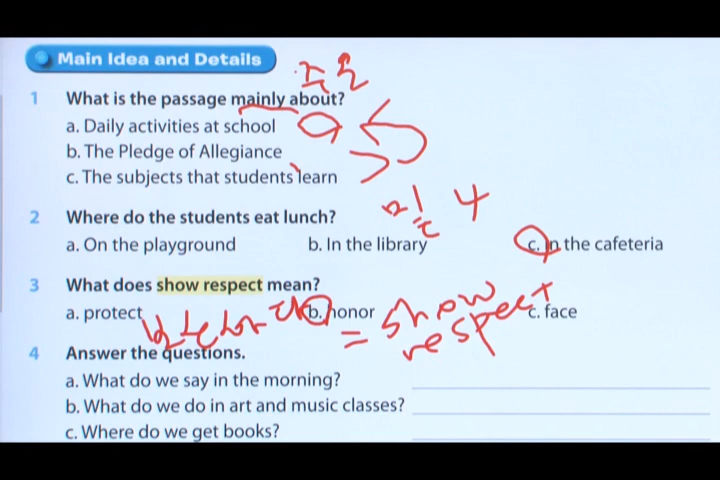 Main Idea and Details
주로
1 What is the passage mainly about?
a. Daily activities at school
b. The Pledge of Allegiance
c. The subjects that students learn
2 Where do the students eat lunch?
a. On the playground
b. In the library
c. In the cafeteria
3 What does show respect mean?
a. protect
b. honor
c. face
= show
respect
4 Answer the questions.
a. What do we say in the morning?
b. What do we do in art and music classes?
c. Where do we get books?